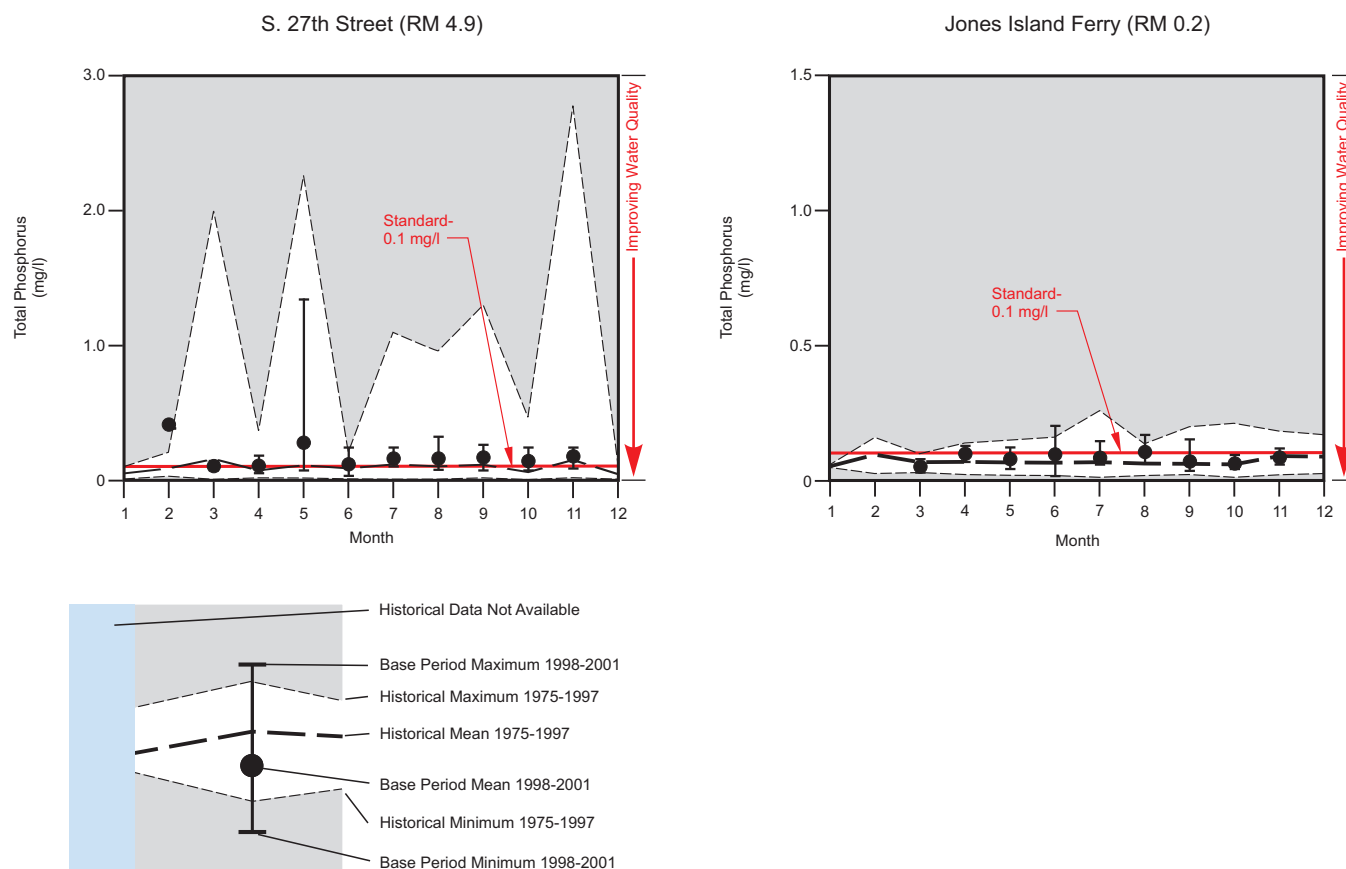 S. 27th Street (RM 4.9)
3.0
2.0
1.0
0
Total Phosphorus
(mg/l)
Standard-
0.1 mg/l
Improving Water Quality
1 2 3 4 5 6 7 8 9 10 11 12
Month
Jones Island Ferry (RM 0.2)
1.5
1.0
0.5
0
Total Phosphorus
(mg/l)
Standard-
0.1 mg/l
Improving Water Quality
1 2 3 4 5 6 7 8 9 10 11 12
Month
Historical Data Not Available
Base Period Maximum 1998-2001
Historical Maximum 1975-1997
Historical Mean 1975-1997
Base Period Mean 1998-2001
Historical Minimum 1975-1997
Base Period Minimum 1998-2001